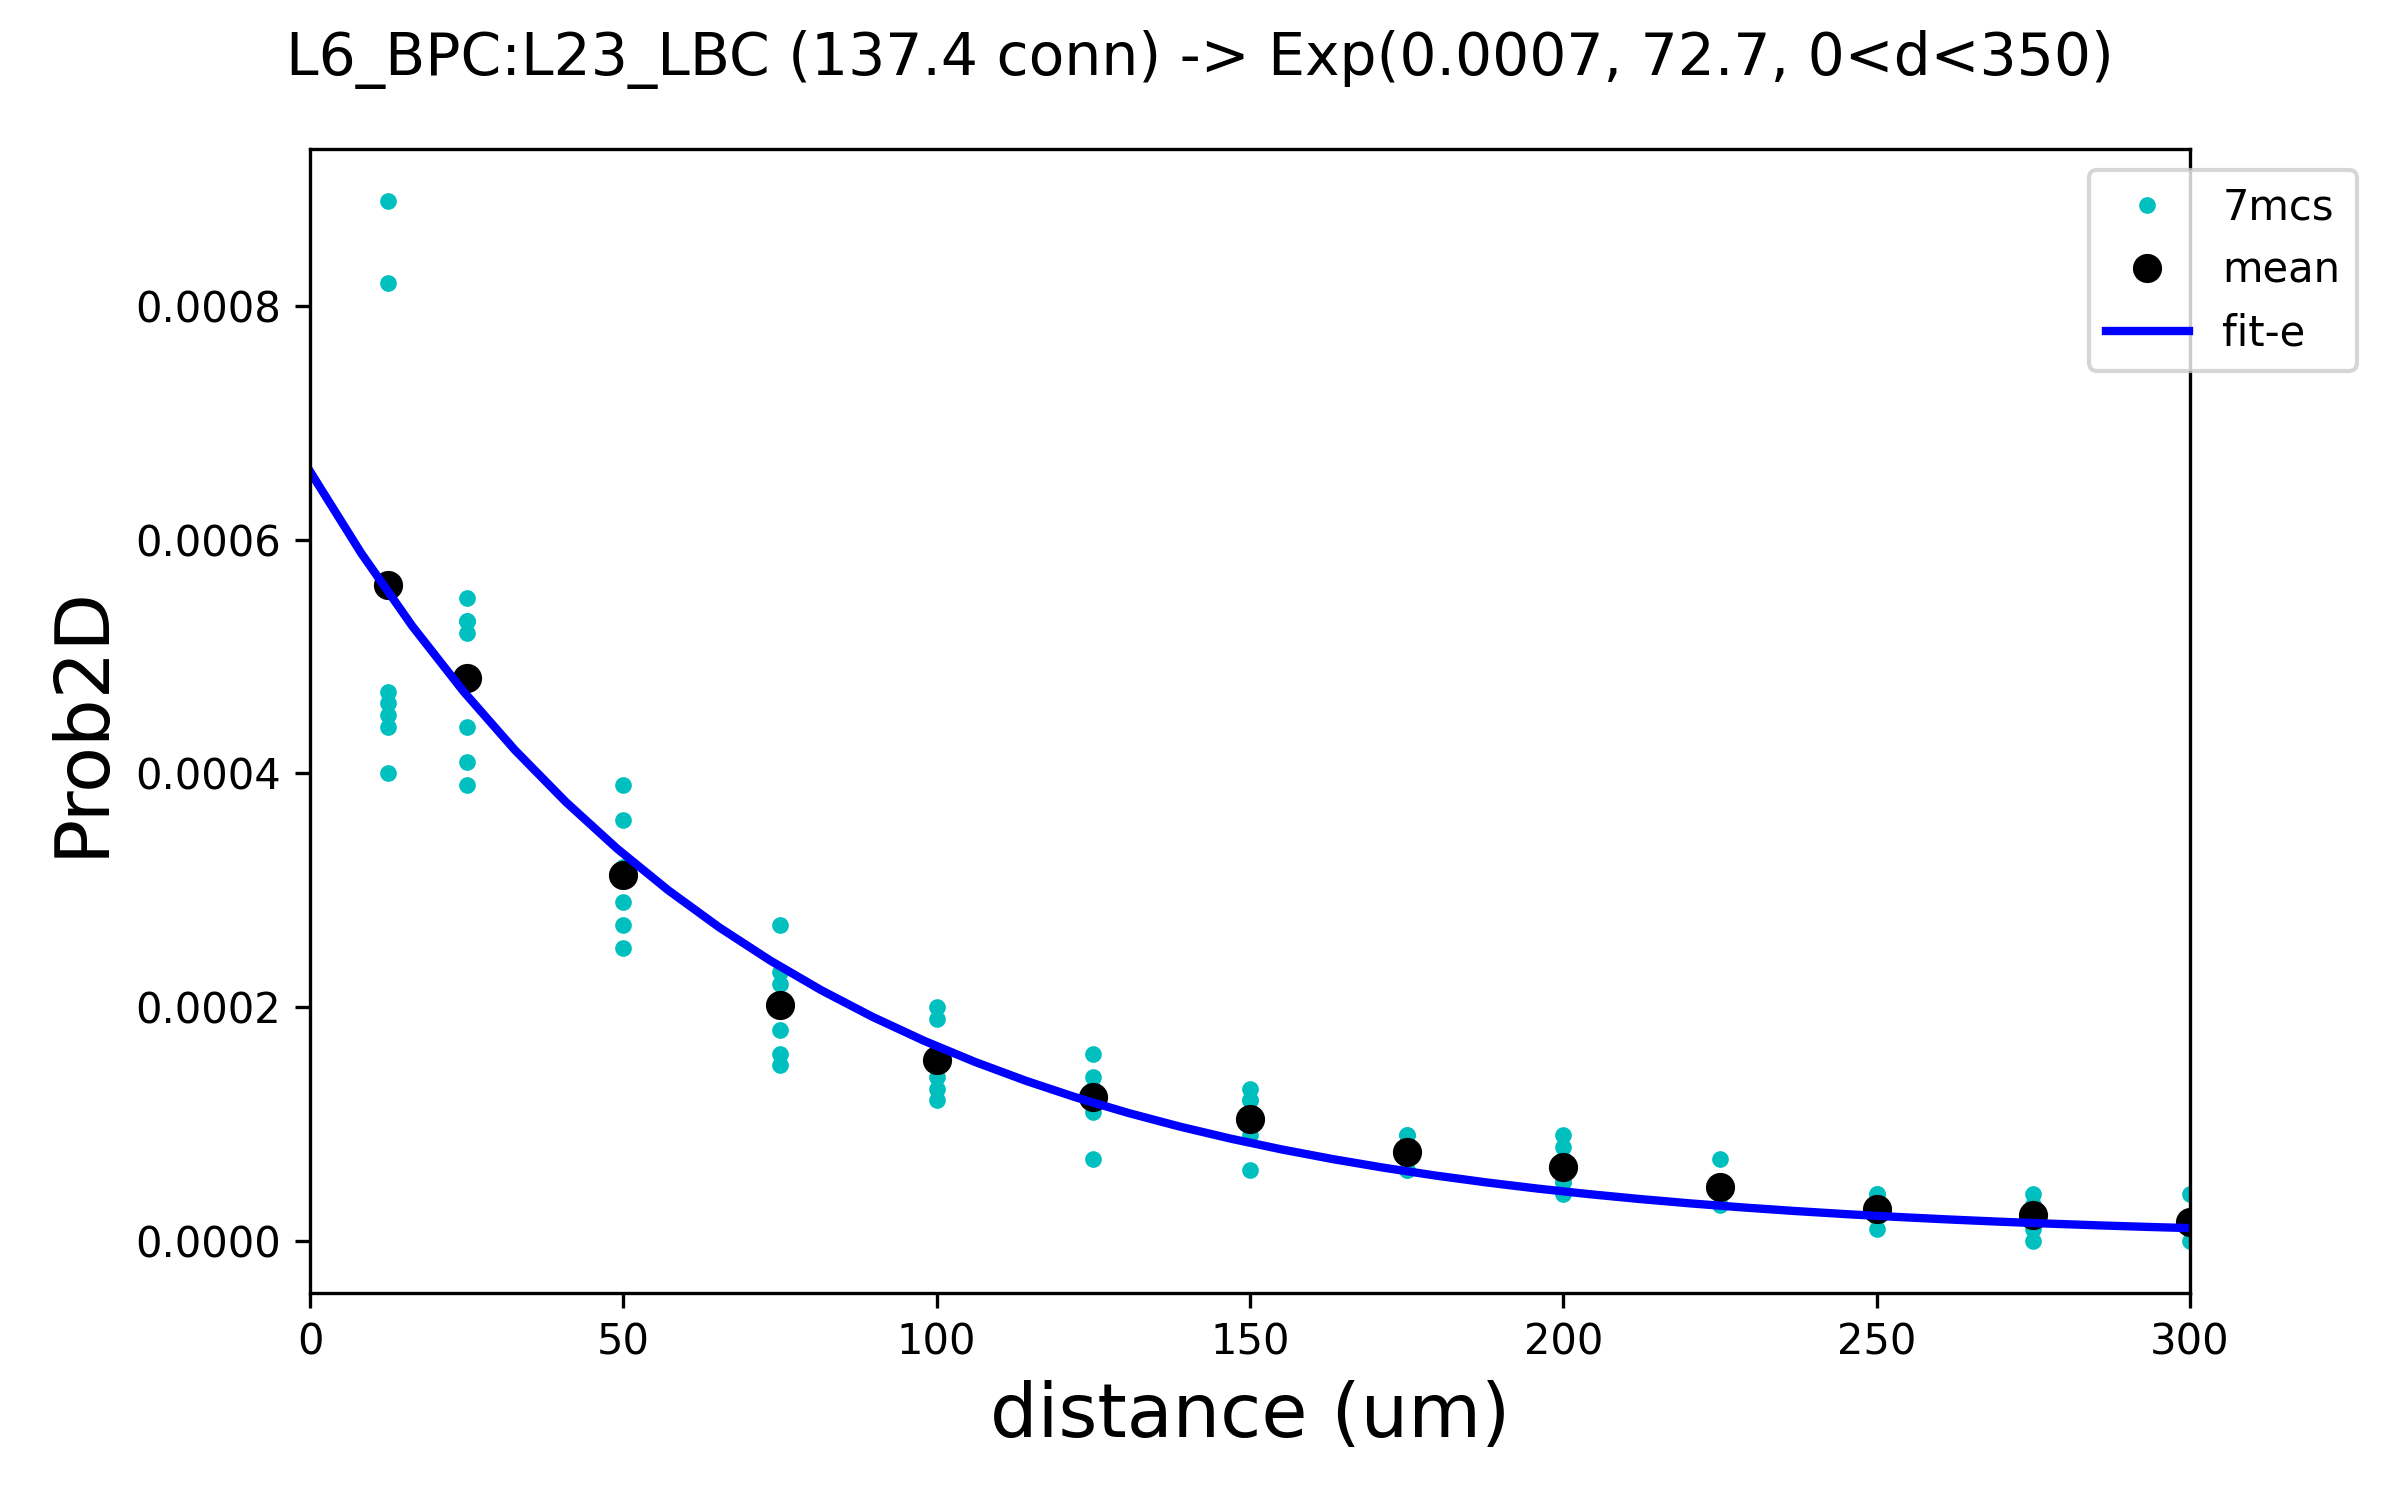 L6_BPC:L23_LBC (137.4 conn) -> Exp(0.0007, 72.7, 0<d<350)
7mcs
mean
fit-e
0.0008
0.0006
0.0004
0.0002
0.0000
Prob2D
0 50 100 150 200 250 300
distance (um)